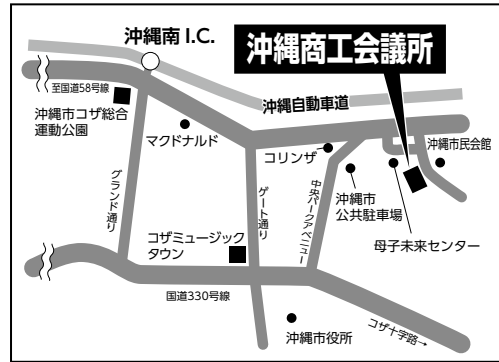 沖縄南 I.C.
沖縄商工会議所
至国道58号線
沖縄自動車道
沖縄市コザ総合
運動公園
マクドナルド
コリンザ
沖縄市民会館
グランド通り
ゲート通り
中央パークアベニュー
沖縄市
公共駐車場
母子未来センター
コザミュージック
タウン
国道330号線
沖縄市役所
コザ十字路→